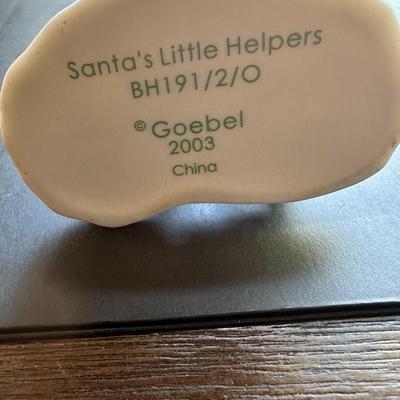 Santa's Little Helpers
BH191/2/O
© Goebel
2003
China